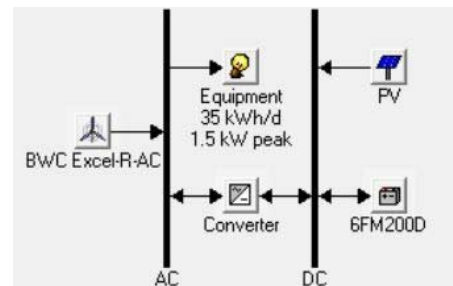 Equipment
35 kWh/d
1.5 kW peak
PV
BWC Excel-R-AC
Converter
6FM200D
AC
DC